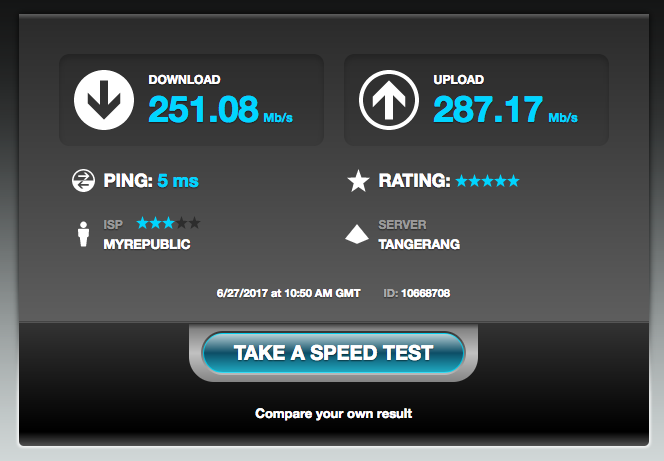 DOWNLOAD
251.08 Mb/s
UPLOAD
287.17 Mb/s
PING: 5 ms
RATING:
ISP
MYREPUBLIC
SERVER
TANGERANG
6/27/2017 at 10:50 AM GMT ID: 10668708
TAKE A SPEED TEST
Compare your own result